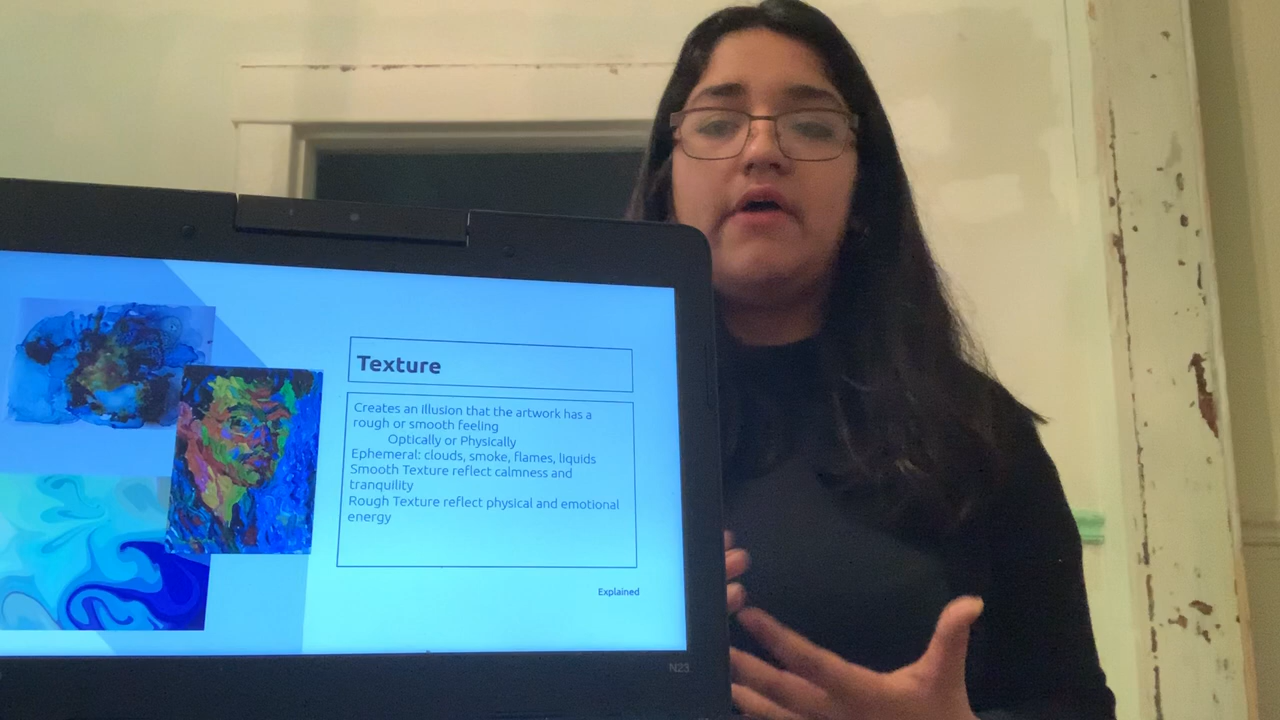 Texture
Creates an Illusion that the artwork has a
rough or smooth feeling
Optically or Physically
Ephemeral: clouds, smoke, flames, liquids
Smooth Texture reflect calmness and
tranquility
Rough Texture reflect physical and emotional
energy
Explained
N23